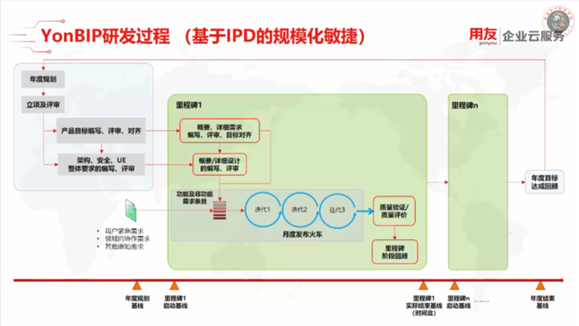 YonBIP研发过程 （基于IPD的规模化敏捷）
用友
yonyou
企业云服务
年度规划
立项及评审
产品目标编写、评审、对齐
架构、安全、UE
整体要求的编写、评审
里程碑1
概要、详细需求
编写、评审、目标对齐
概要/详细设计
的编写、评审
功能及非功能
需求条目
迭代1
迭代2
迭代3
月度发布火车
质量验证/
质量评价
里程碑
阶段回顾
里程碑n
年度目标
达成回顾
• 用户紧急需求
• 领域间协作需求
• 其他原始需求
年度规划
基线
里程碑1
启动基线
里程碑1
实际结束基线
（时间盒）
里程碑n
启动基线
……
年度结束
基线